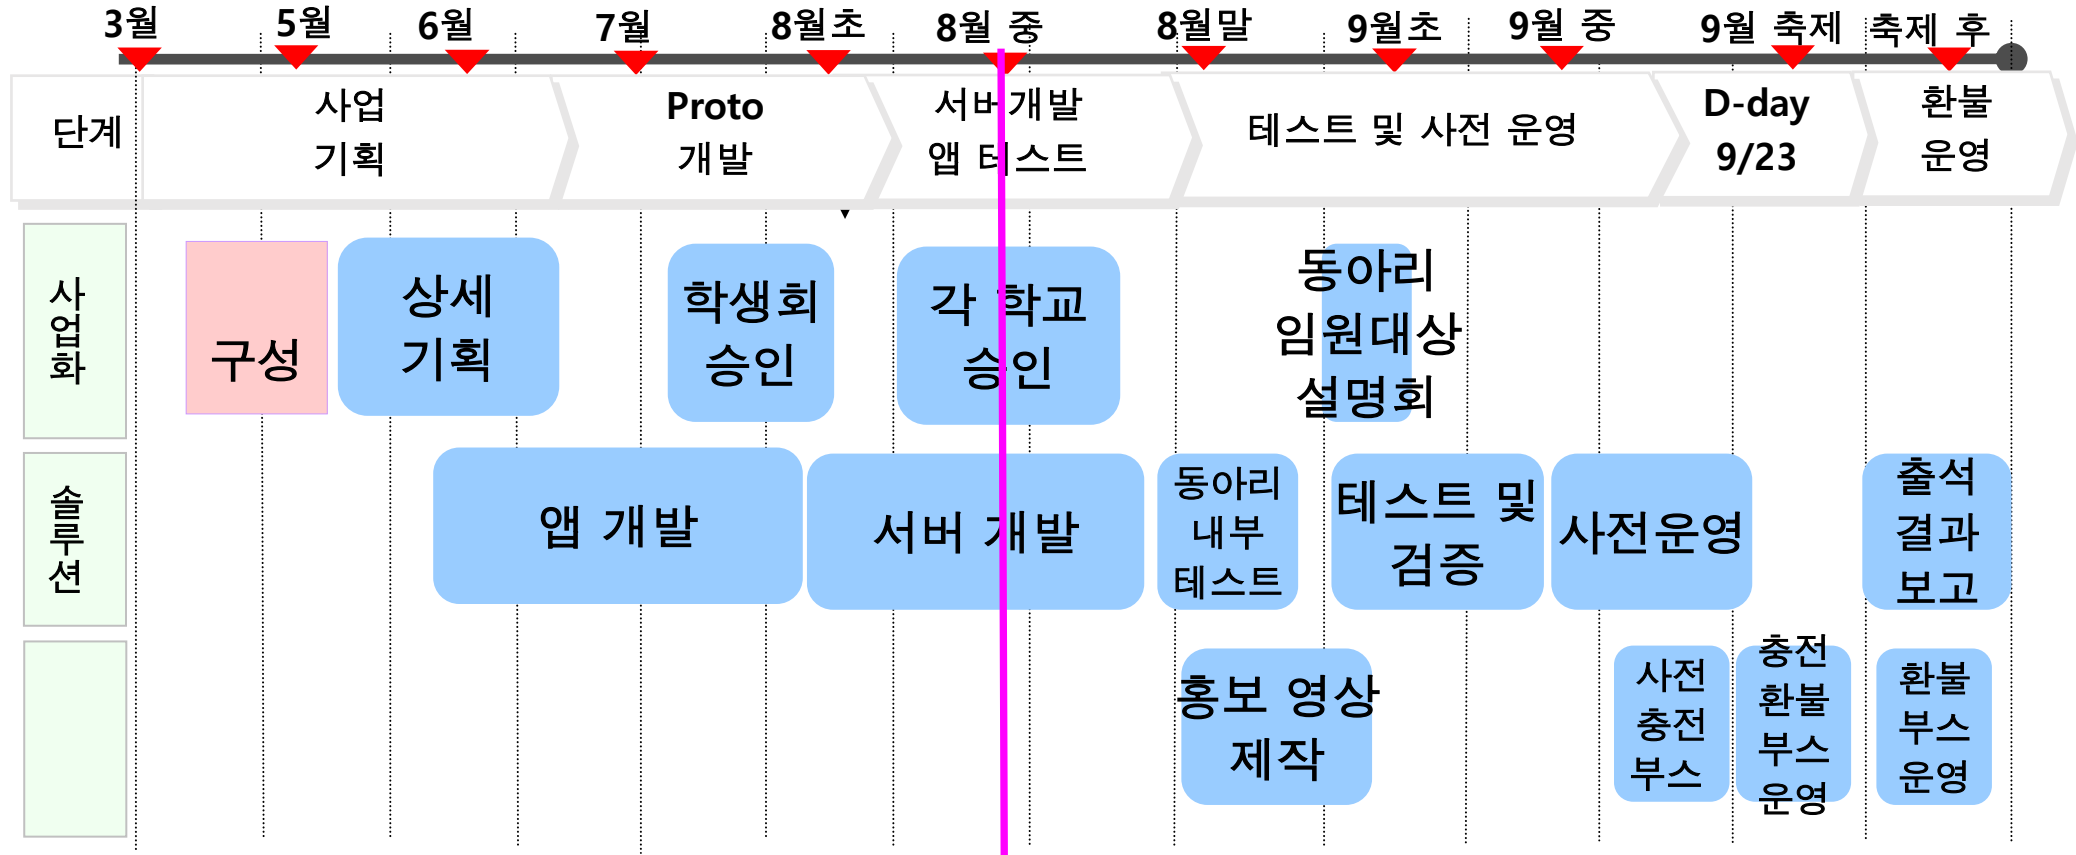 3월 5월 6월 7월 8월초 8월 중 8월말 9월초 9월 중 9월 축제 축제 후
단계
사업
기획
Proto
개발
서버개발
앱 테스트
테스트 및 사전 운영
D-day
9/23
환불
운영
사업화
구성
상세
기획
학생회
승인
각 학교
승인
동아리
임원대상
설명회
솔루션
앱 개발
서버 개발
동아리
내부
테스트
테스트 및
검증
사전운영
출석
결과
보고
홍보 영상
제작
사전
충전
부스
충전
환불
부스
운영
환불
부스
운영